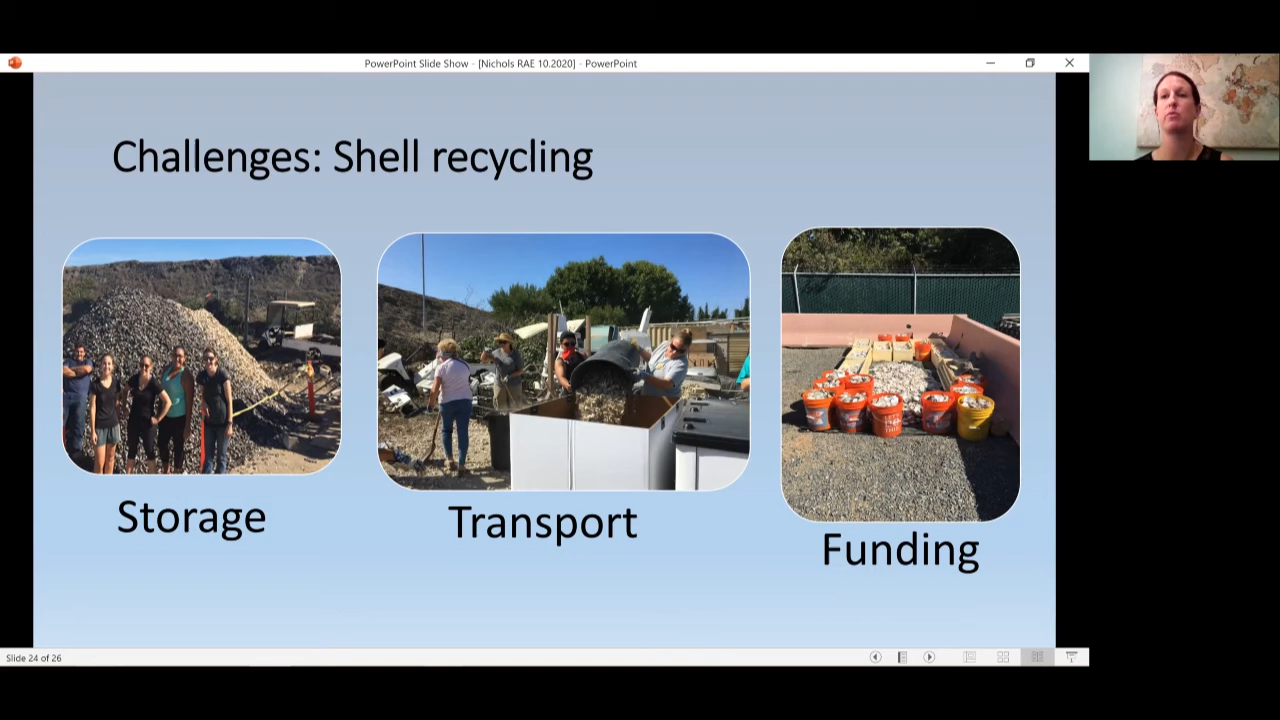 PowerPoint Slide Show - [Nichols RAE 10.2020] - PowerPoint
Challenges: Shell recycling
Storage
Transport
Funding
Slide 24 of 26